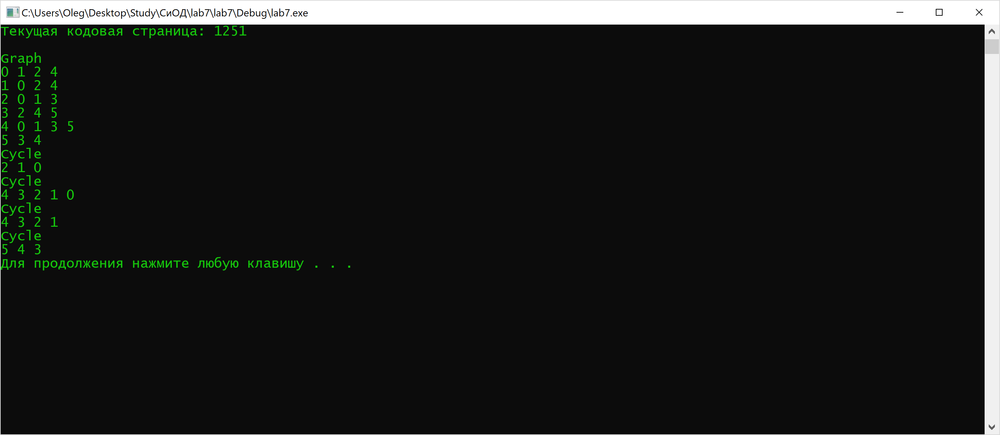 C:\Users\Oleg\Desktop\Study\СиОД\lab7\lab7\Debug\lab7.exe
Текущая кодовая страница: 1251
Graph
0 1 2 4
1 0 2 4
2 0 1 3
3 2 4 5
4 0 1 3 5
5 3 4
Cycle
2 1 0
Cycle
4 3 2 1 0
Cycle
4 3 2 1
Cycle
5 4 3
Для продолжения нажмите любую клавишу . . .